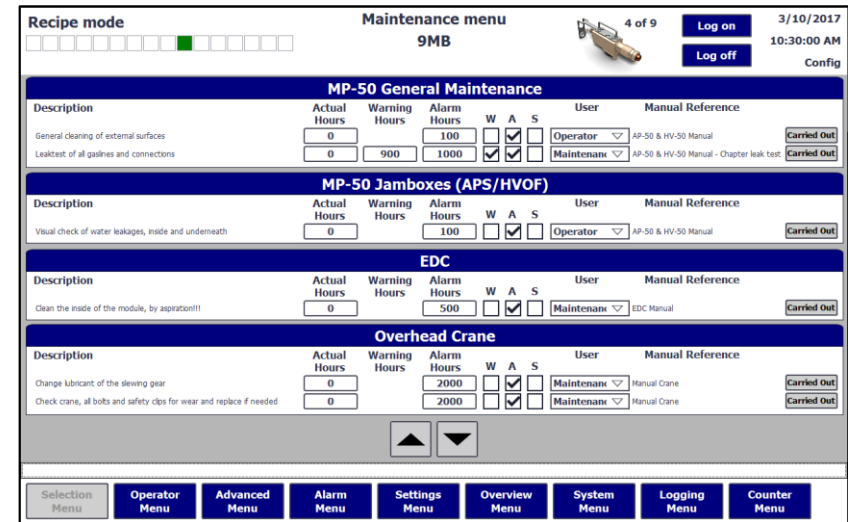 Recipe mode
Maintenance menu
9MB
4 of 9
Log on
Log off
3/10/2017
10:30:00 AM
Config
MP-50 General Maintenance
Description Actual Hours Warning Hours Alarm Hours W A S User Manual Reference
General cleaning of external surfaces 0 100 Operator AP-50 & HV-50 Manual Carried Out
Leaktest of all gaslines and connections 0 900 1000 Maintenanc AP-50 & HV-50 Manual - Chapter leak test Carried Out
MP-50 Jamboxes (APS/HVOF)
Description Actual Hours Warning Hours Alarm Hours W A S User Manual Reference
Visual check of water leakages, inside and underneath 0 100 Operator AP-50 & HV-50 Manual Carried Out
EDC
Description Actual Hours Warning Hours Alarm Hours W A S User Manual Reference
Clean the inside of the module, by aspiration!!! 0 500 Maintenanc EDC Manual Carried Out
Overhead Crane
Description Actual Hours Warning Hours Alarm Hours W A S User Manual Reference
Change lubricant of the slewing gear 0 2000 Maintenanc Manual Crane Carried Out
Check crane, all bolts and safety clips for wear and replace if needed 0 2000 Maintenanc Manual Crane Carried Out
Selection Menu
Operator Menu
Advanced Menu
Alarm Menu
Settings Menu
Overview Menu
System Menu
Logging Menu
Counter Menu